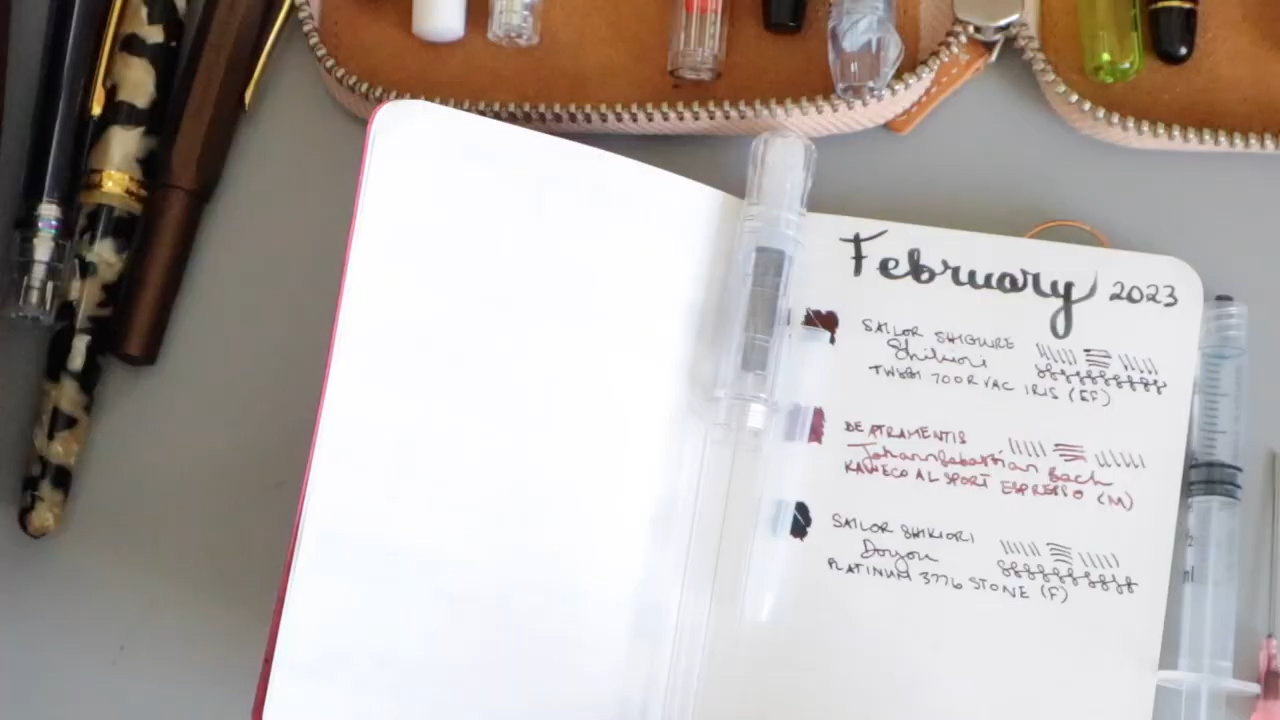 February 2023
SAILOR SHIGURE
Shikiori
TWSBI 700R VAC IRIS (EF)
DE ATRAMENTIS
Johann Sebastian Bach
KAWECO AL SPORT ESPRESSO (M)
SAILOR SHIKIORI
Doyou
PLATINUM 3776 STONE (F)